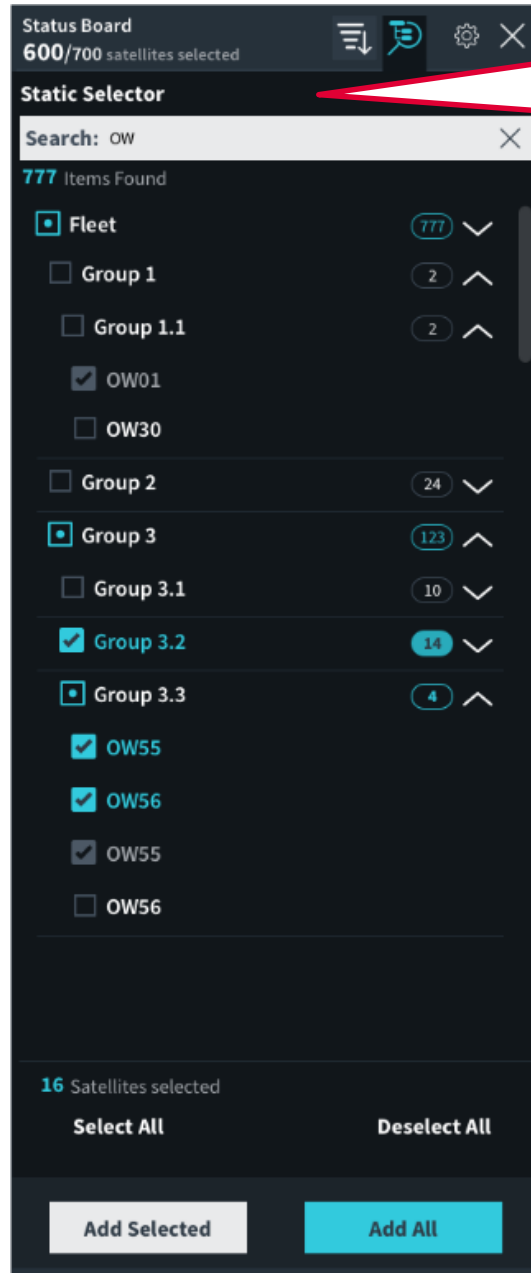 Status Board
600/700 satellites selected
Static Selector
Search: OW
777 Items Found
Fleet 777
Group 1 2
Group 1.1 2
OW01
OW30
Group 2 24
Group 3 123
Group 3.1 10
Group 3.2 14
Group 3.3 4
OW55
OW56
OW55
OW56
16 Satellites selected
Select All Deselect All
Add Selected Add All